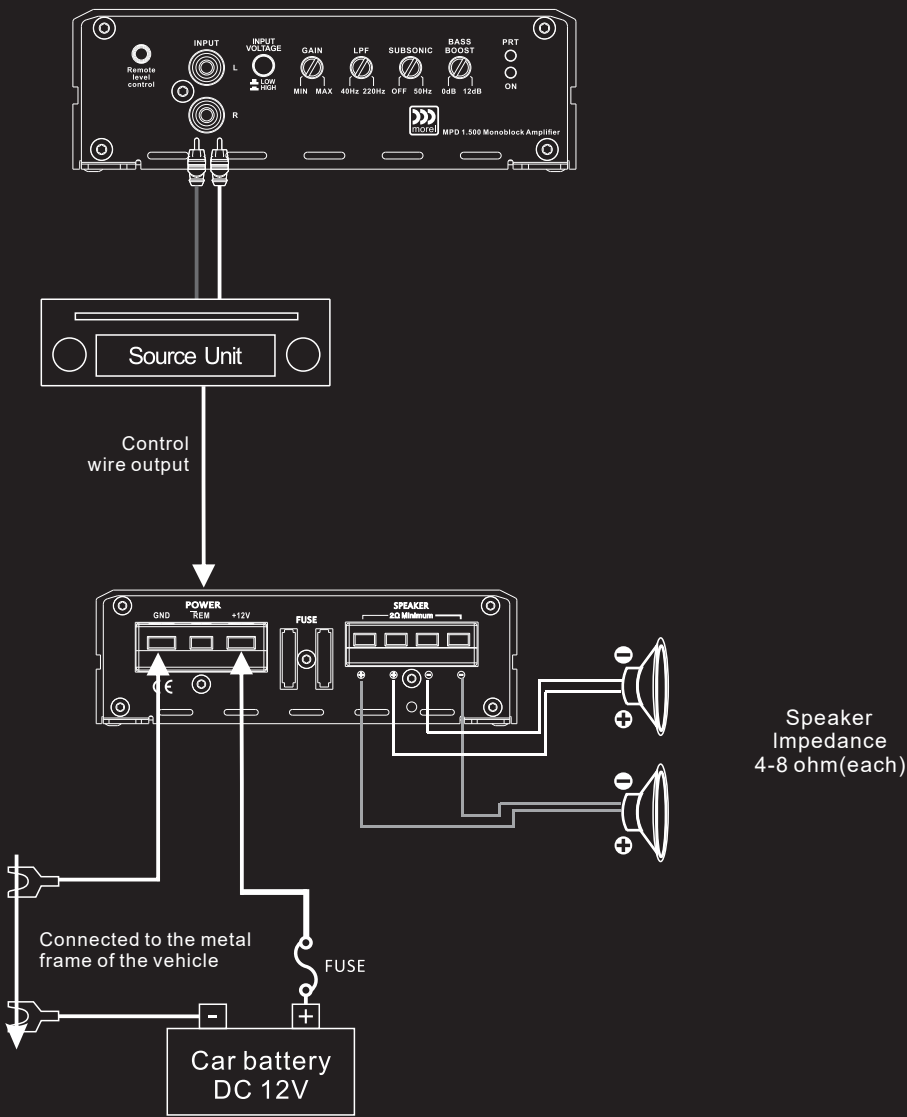 INPUT
L
R
Remote
level
control
INPUT
VOLTAGE
LOW
HIGH
GAIN
MIN MAX
LPF
40Hz 220Hz
SUBSONIC
OFF 50Hz
BASS
BOOST
0dB 12dB
PRT
ON
morel
MPD 1.500 Monoblock Amplifier
Source Unit
Control
wire output
POWER
GND REM +12V
FUSE
SPEAKER
2Ω Minimum
CE
+ + - -
-
+
-
+
Speaker
Impedance
4-8 ohm(each)
Connected to the metal
frame of the vehicle
FUSE
- +
Car battery
DC 12V